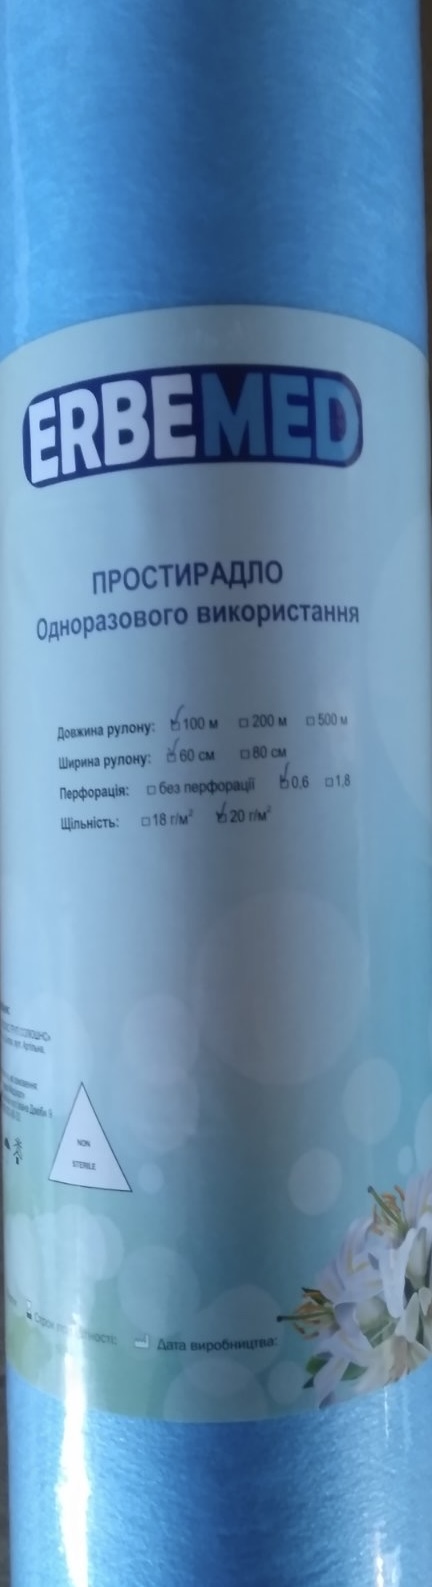 ERBEMED
ПРОСТИРАДЛО
Одноразового використання
Довжина рулону: ☑100 м ☐200 м ☐500 м
Ширина рулону: ☑60 см ☐80 см
Перфорація: ☐без перфорації ☑0,6 ☐1,8
Щільність: ☐18 г/м² ☑20 г/м²
NON
STERILE
Дата виробництва: